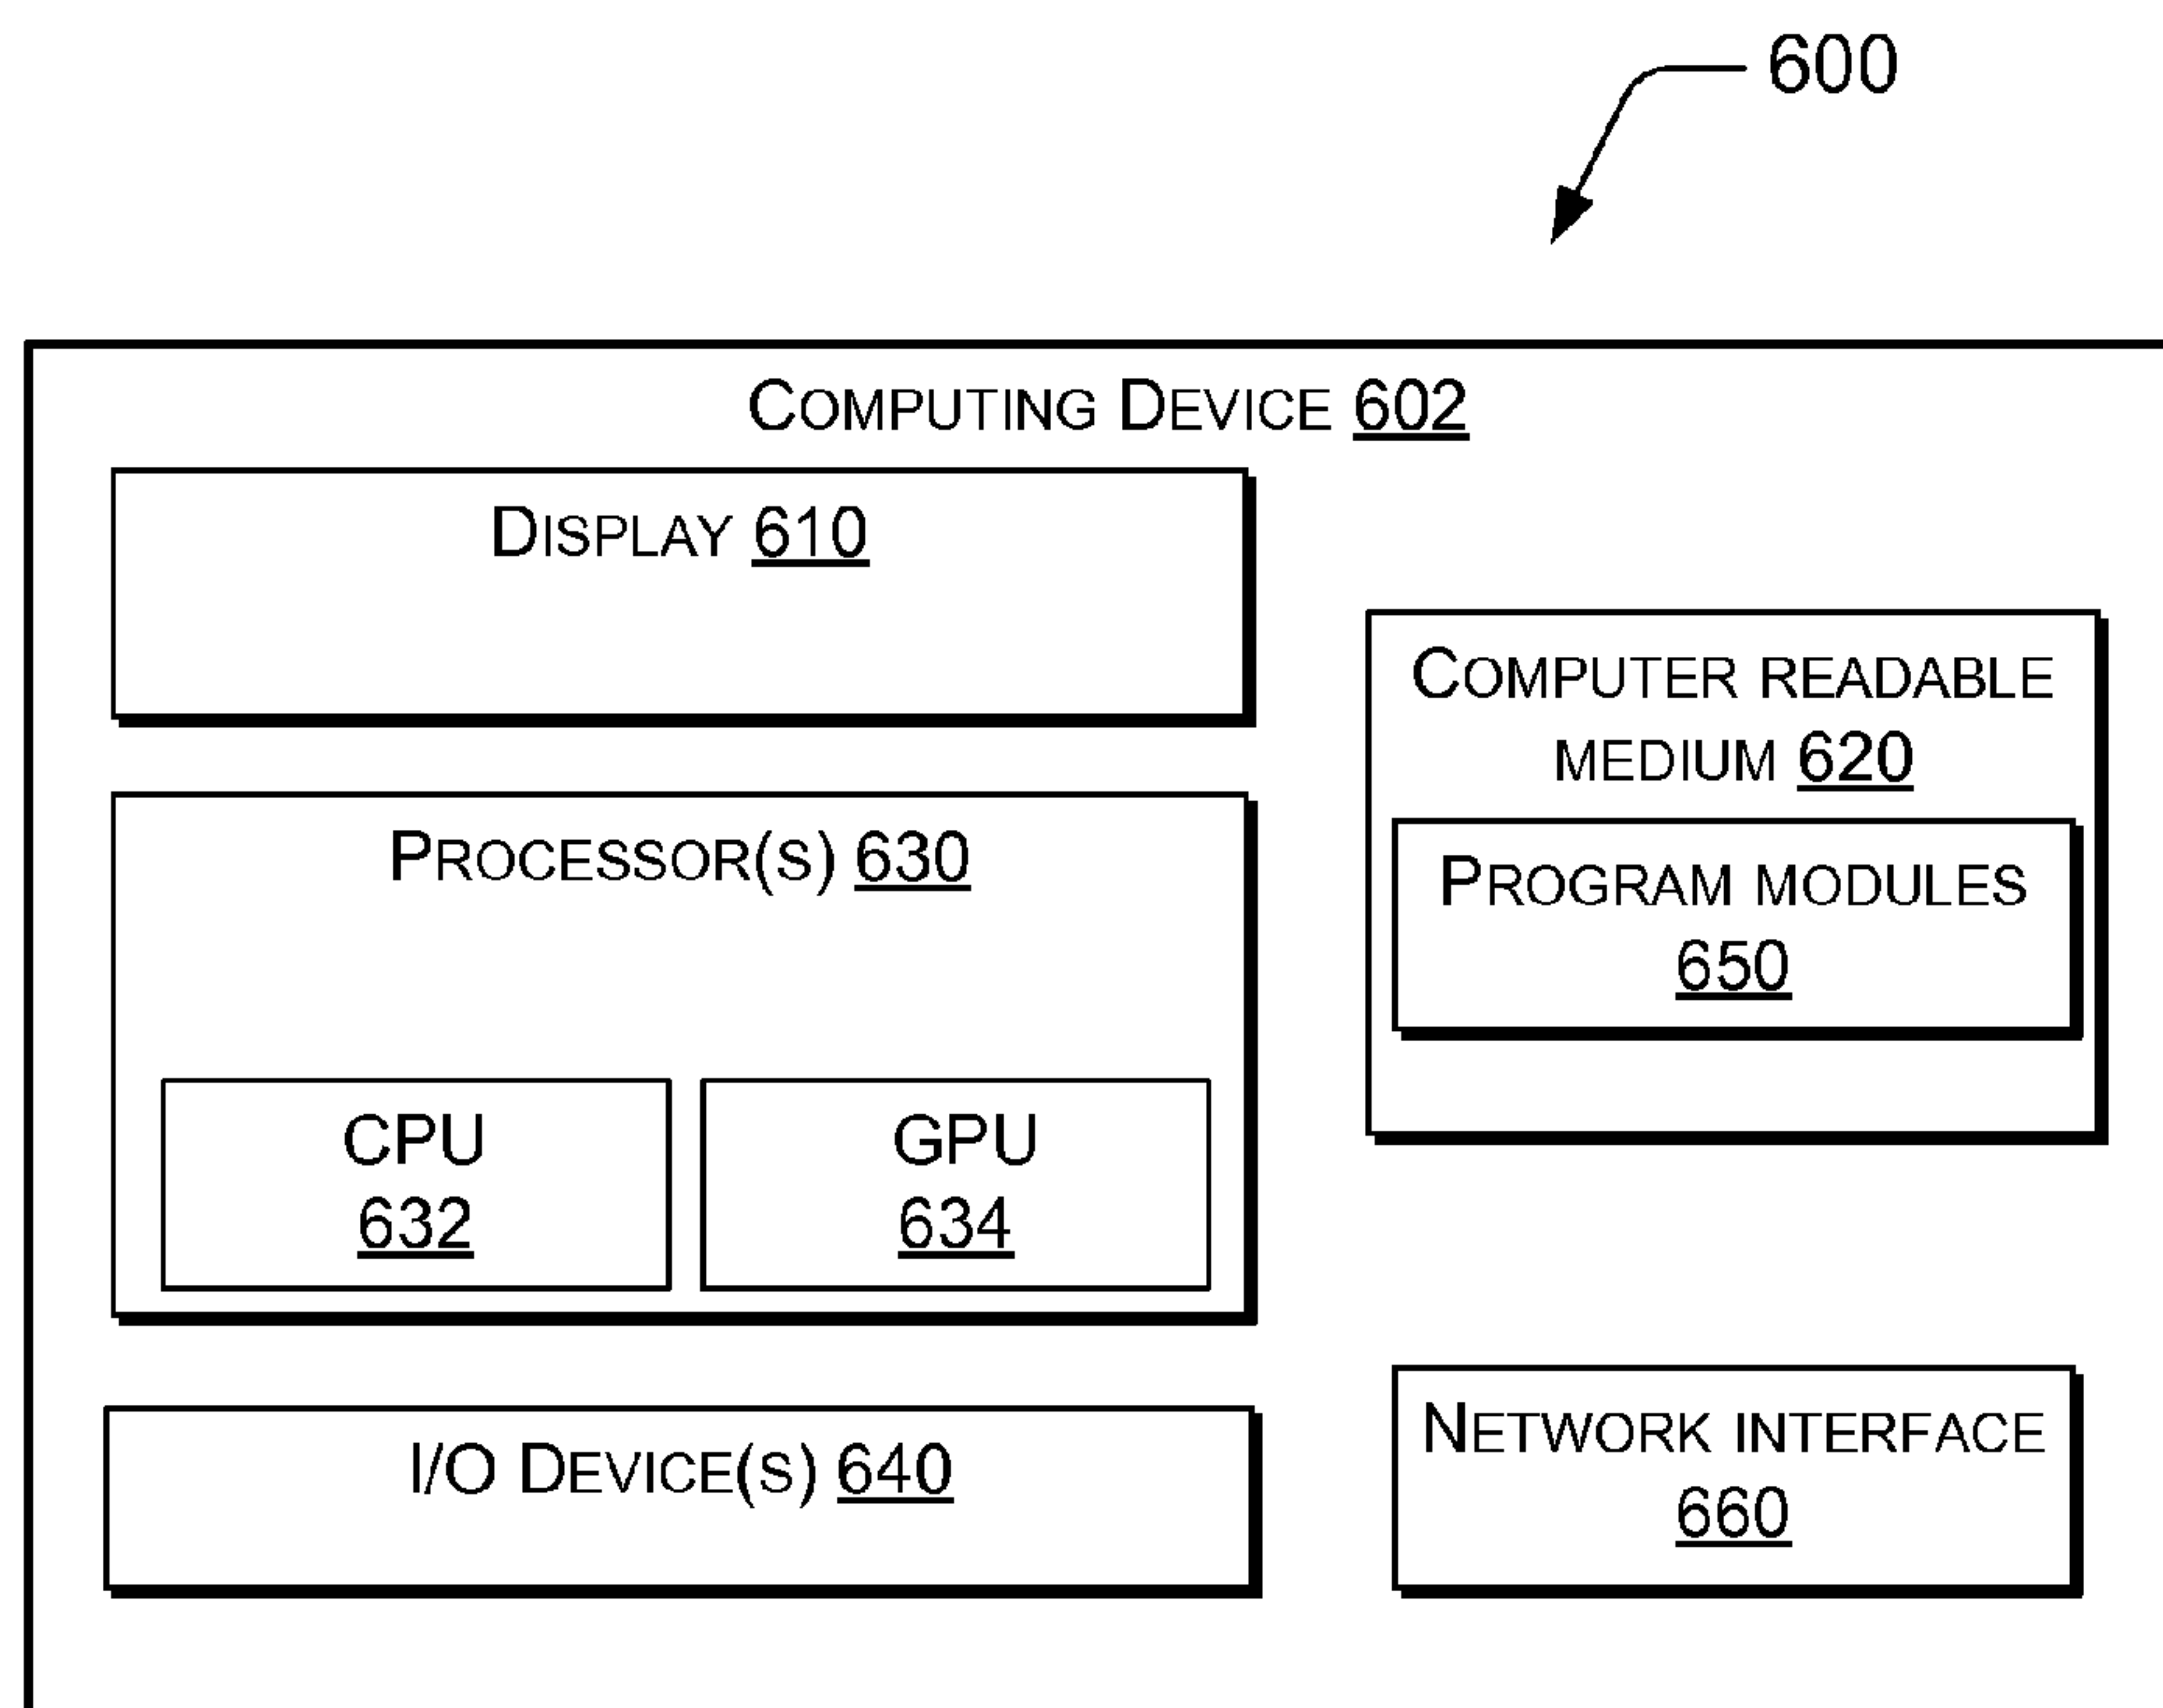 600
COMPUTING DEVICE 602
DISPLAY 610
PROCESSOR(S) 630
CPU
632
GPU
634
I/O DEVICE(S) 640
COMPUTER READABLE
MEDIUM 620
PROGRAM MODULES
650
NETWORK INTERFACE
660